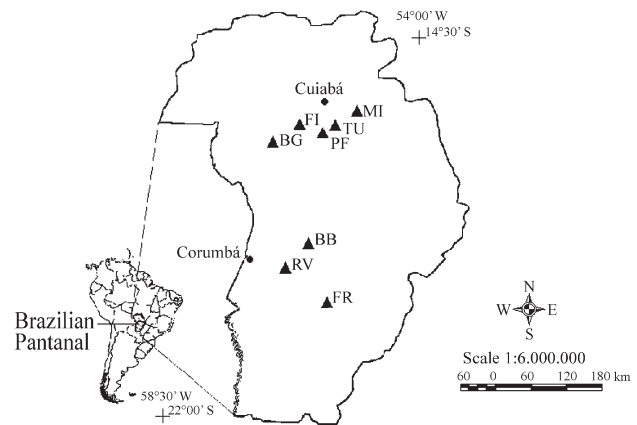 54°00' W
14°30' S
Cuiabá
MI
FI
TU
PF
BG
BB
Corumbá
RV
FR
Brazilian
Pantanal
N
W E
S
Scale 1:6.000.000
60 0 60 120 180 km
58°30' W
22°00' S